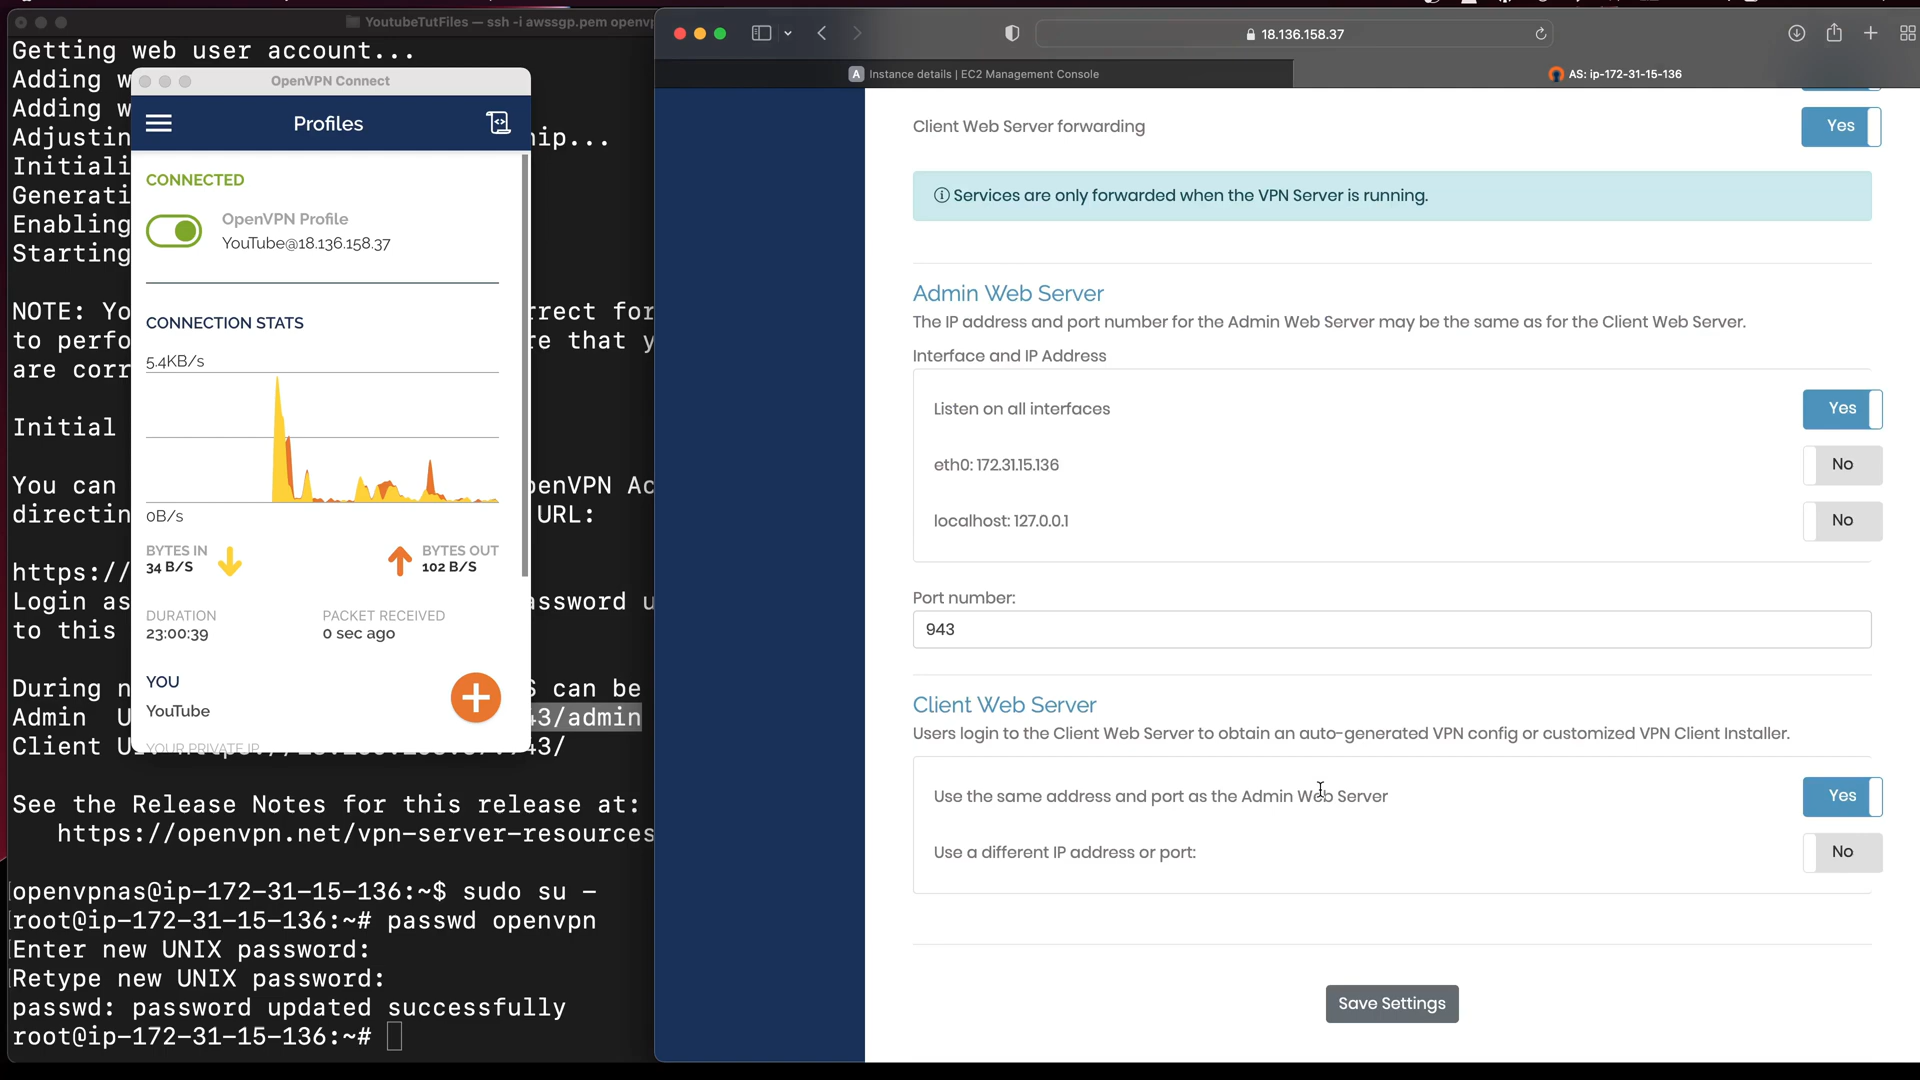 YoutubeTutFiles — ssh -i awssgp.pem openvp
Getting web user account...
Adding w
Adding w
Adjustin
hip...
Initiali
Generati
Enabling
Starting
NOTE: Yo
rrect for
to perfo
re that y
are corr
Initial
You can
penVPN Ac
directin
URL:
https://
Login as
assword u
to this
During n
S can be
Admin U
43/admin
Client U
43/
See the Release Notes for this release at:
https://openvpn.net/vpn-server-resources
openvpnas@ip-172-31-15-136:~$ sudo su -
root@ip-172-31-15-136:~# passwd openvpn
Enter new UNIX password:
Retype new UNIX password:
passwd: password updated successfully
root@ip-172-31-15-136:~#
OpenVPN Connect
Profiles
CONNECTED
OpenVPN Profile
YouTube@18.136.158.37
CONNECTION STATS
5.4KB/s
0B/s
BYTES IN
34 B/S
BYTES OUT
102 B/S
DURATION
23:00:39
PACKET RECEIVED
0 sec ago
YOU
YouTube
YOUR PRIVATE IP
18.136.158.37
Instance details | EC2 Management Console
AS: ip-172-31-15-136
Client Web Server forwarding
Yes
Services are only forwarded when the VPN Server is running.
Admin Web Server
The IP address and port number for the Admin Web Server may be the same as for the Client Web Server.
Interface and IP Address
Listen on all interfaces
Yes
eth0: 172.31.15.136
No
localhost: 127.0.0.1
No
Port number:
943
Client Web Server
Users login to the Client Web Server to obtain an auto-generated VPN config or customized VPN Client Installer.
Use the same address and port as the Admin Web Server
Yes
Use a different IP address or port:
No
Save Settings